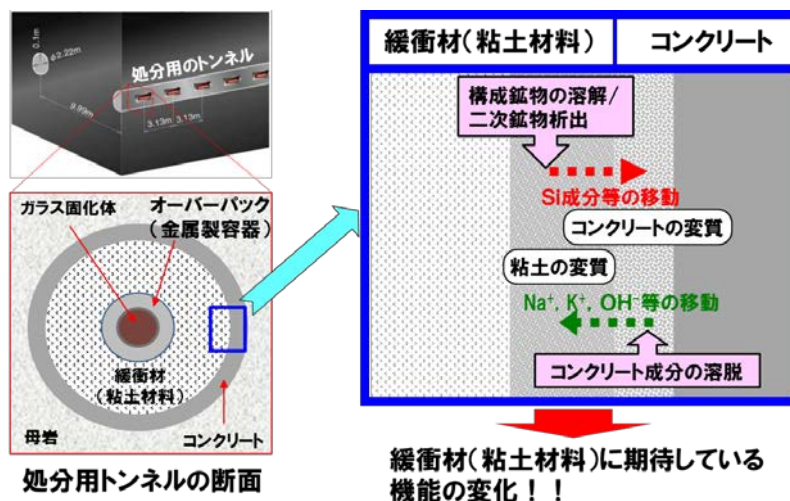 0.1m
φ2.22m
処分用のトンネル
9.99m
3.13m 3.13m
ガラス固化体
オーバーパック
(金属製容器)
緩衝材
(粘土材料)
母岩
コンクリート
処分用トンネルの断面
緩衝材(粘土材料)
コンクリート
構成鉱物の溶解/
二次鉱物析出
Si成分等の移動
コンクリートの変質
粘土の変質
Na⁺, K⁺, OH⁻等の移動
コンクリート成分の溶脱
緩衝材(粘土材料)に期待している
機能の変化！！